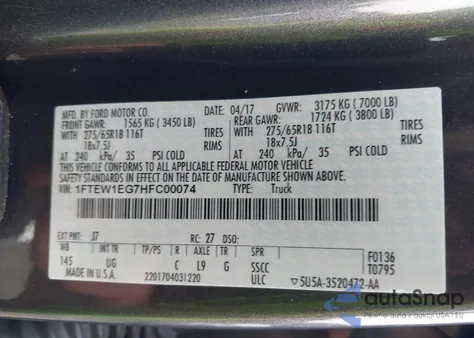 MFD. BY FORD MOTOR CO. 04/17 GVWR: 3175 KG ( 7000 LB)
FRONT GAWR: 1565 KG ( 3450 LB) REAR GAWR: 1724 KG ( 3800 LB)
WITH 275/65R18 116T TIRES WITH 275/65R18 116T TIRES
18x7.5J RIMS 18x7.5J RIMS
AT 240 kPa/ 35 PSI COLD AT 240 kPa/ 35 PSI COLD
THIS VEHICLE CONFORMS TO ALL APPLICABLE FEDERAL MOTOR VEHICLE
SAFETY STANDARDS IN EFFECT ON THE DATE OF MANUFACTURE SHOWN ABOVE.
VIN: 1FTEW1EG7HFC00074 TYPE: Truck
EXT PNT: J7 RC: 27 DSO:
WB INT TR TP/PS R AXLE TR SPR F0136
145 UG C L9 G SSCC T0795
MADE IN U.S.A. ULC 5U5A-3520472-AA
2201704031220
autoSnap